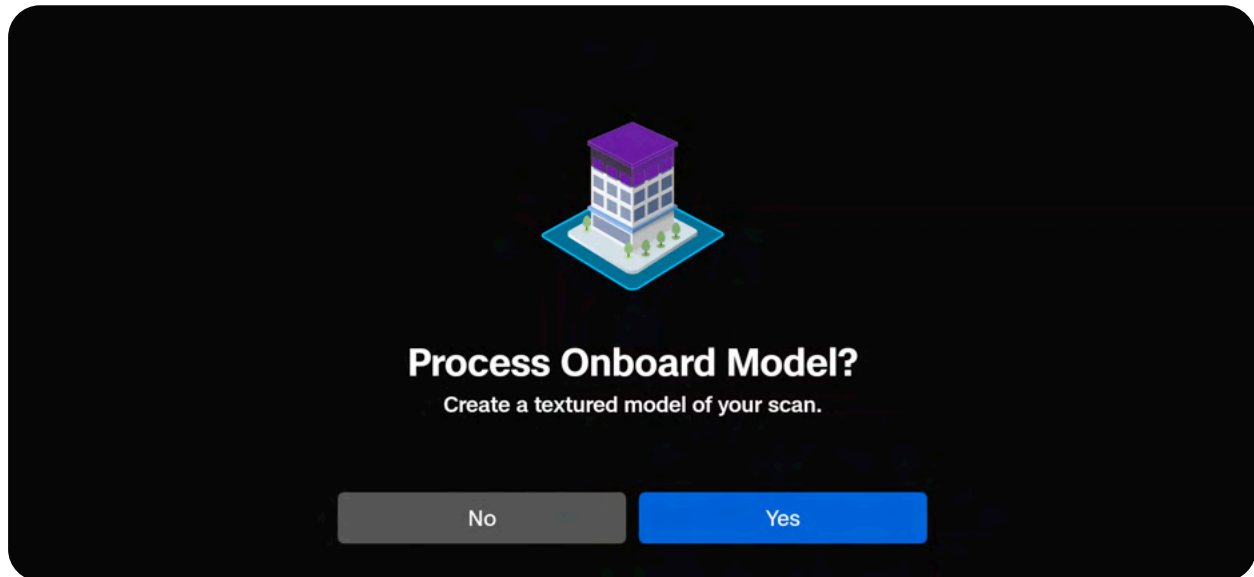 Process Onboard Model?
Create a textured model of your scan.
No
Yes